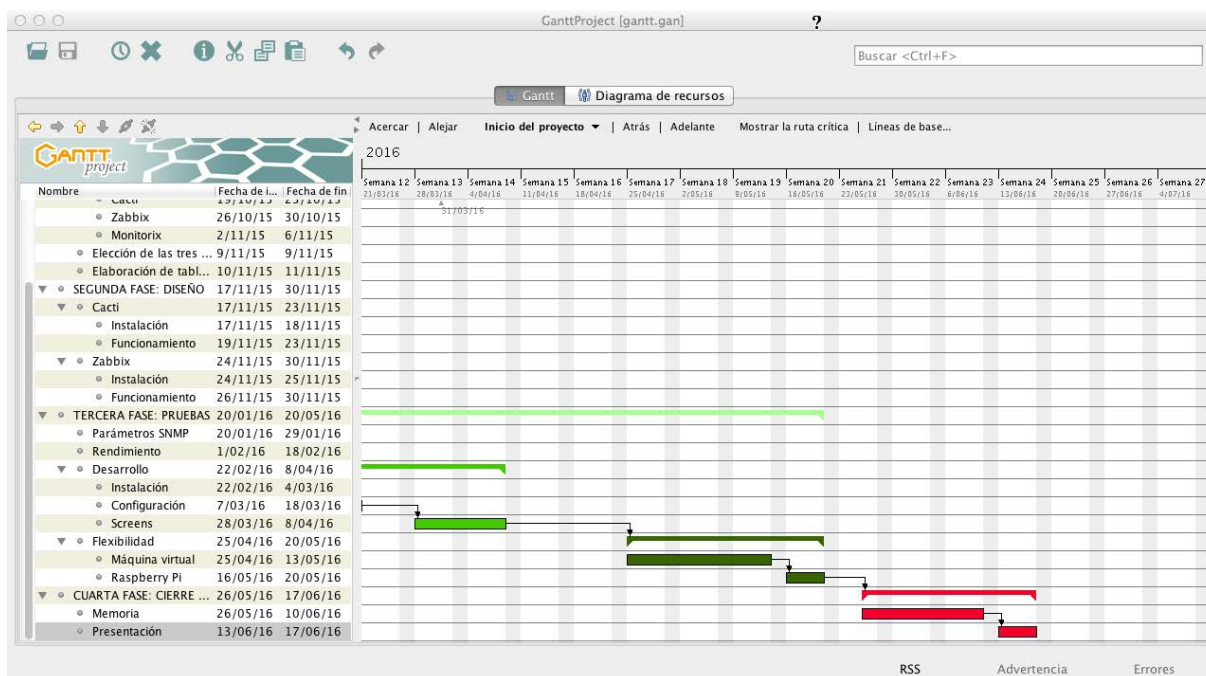 GanttProject [gantt.gan]
?
Buscar <Ctrl+F>
Gantt
Diagrama de recursos
Acercar | Alejar Inicio del proyecto | Atrás | Adelante Mostrar la ruta crítica | Líneas de base...
GANTT project
2016
Semana 12 Semana 13 Semana 14 Semana 15 Semana 16 Semana 17 Semana 18 Semana 19 Semana 20 Semana 21 Semana 22 Semana 23 Semana 24 Semana 25 Semana 26 Semana 27
21/03/16 28/03/16 4/04/16 11/04/16 18/04/16 25/04/16 2/05/16 9/05/16 16/05/16 23/05/16 30/05/16 6/06/16 13/06/16 20/06/16 27/06/16 4/07/16
31/03/16
Nombre Fecha de i... Fecha de fin
Cacti 19/10/15 23/10/15
Zabbix 26/10/15 30/10/15
Monitorix 2/11/15 6/11/15
Elección de las tres ... 9/11/15 9/11/15
Elaboración de tabl... 10/11/15 11/11/15
SEGUNDA FASE: DISEÑO 17/11/15 30/11/15
Cacti 17/11/15 23/11/15
Instalación 17/11/15 18/11/15
Funcionamiento 19/11/15 23/11/15
Zabbix 24/11/15 30/11/15
Instalación 24/11/15 25/11/15
Funcionamiento 26/11/15 30/11/15
TERCERA FASE: PRUEBAS 20/01/16 20/05/16
Parámetros SNMP 20/01/16 29/01/16
Rendimiento 1/02/16 18/02/16
Desarrollo 22/02/16 8/04/16
Instalación 22/02/16 4/03/16
Configuración 7/03/16 18/03/16
Screens 28/03/16 8/04/16
Flexibilidad 25/04/16 20/05/16
Máquina virtual 25/04/16 13/05/16
Raspberry Pi 16/05/16 20/05/16
CUARTA FASE: CIERRE ... 26/05/16 17/06/16
Memoria 26/05/16 10/06/16
Presentación 13/06/16 17/06/16
RSS Advertencia Errores